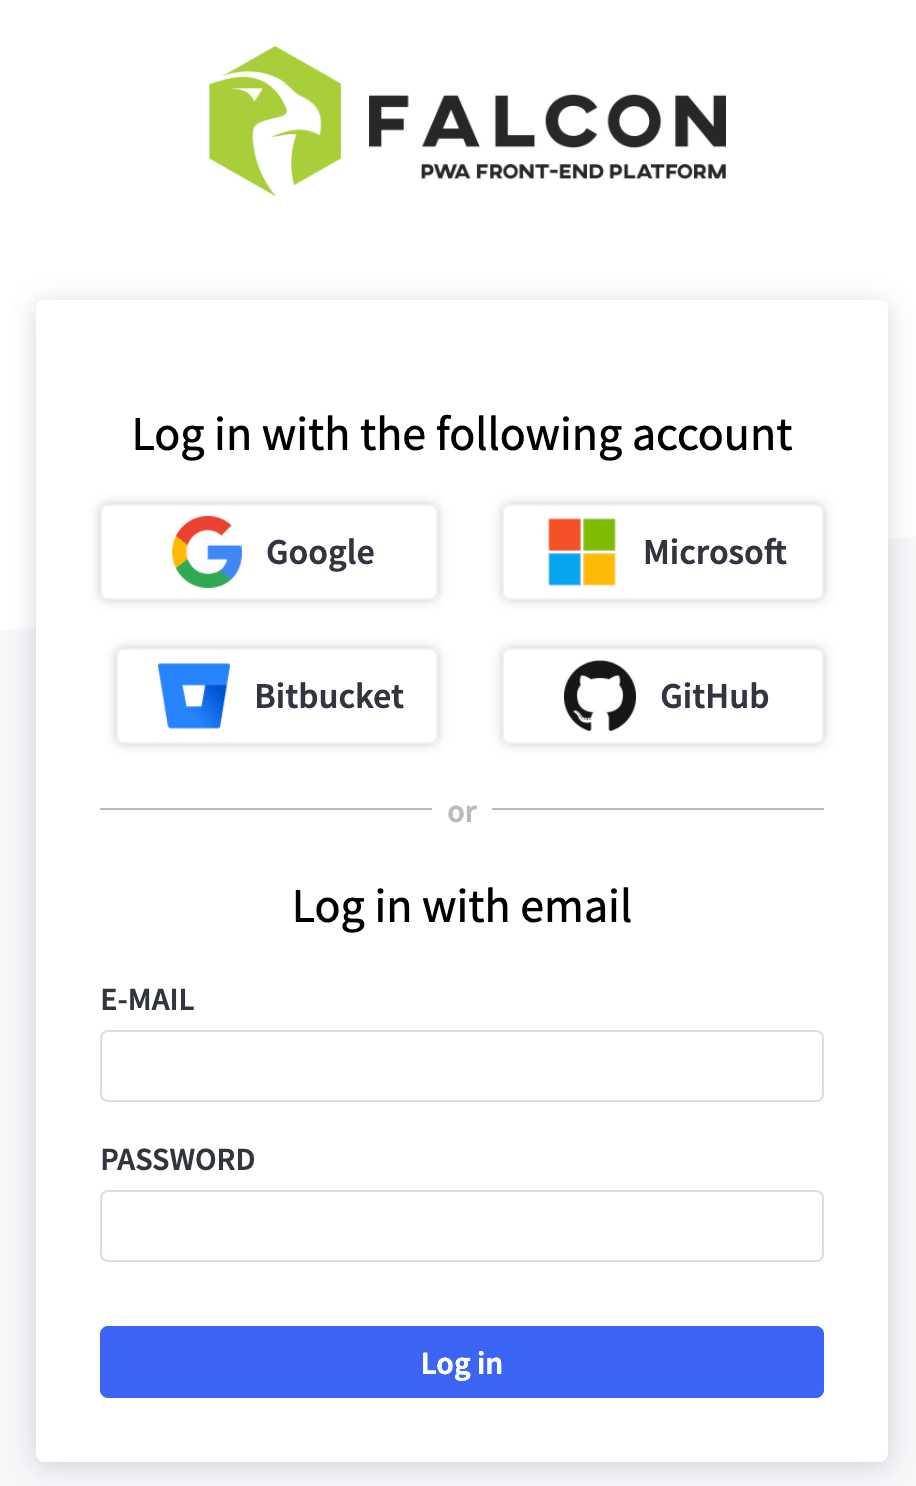 FALCON
PWA FRONT-END PLATFORM
Log in with the following account
Google
Microsoft
Bitbucket
GitHub
or
Log in with email
E-MAIL
PASSWORD
Log in